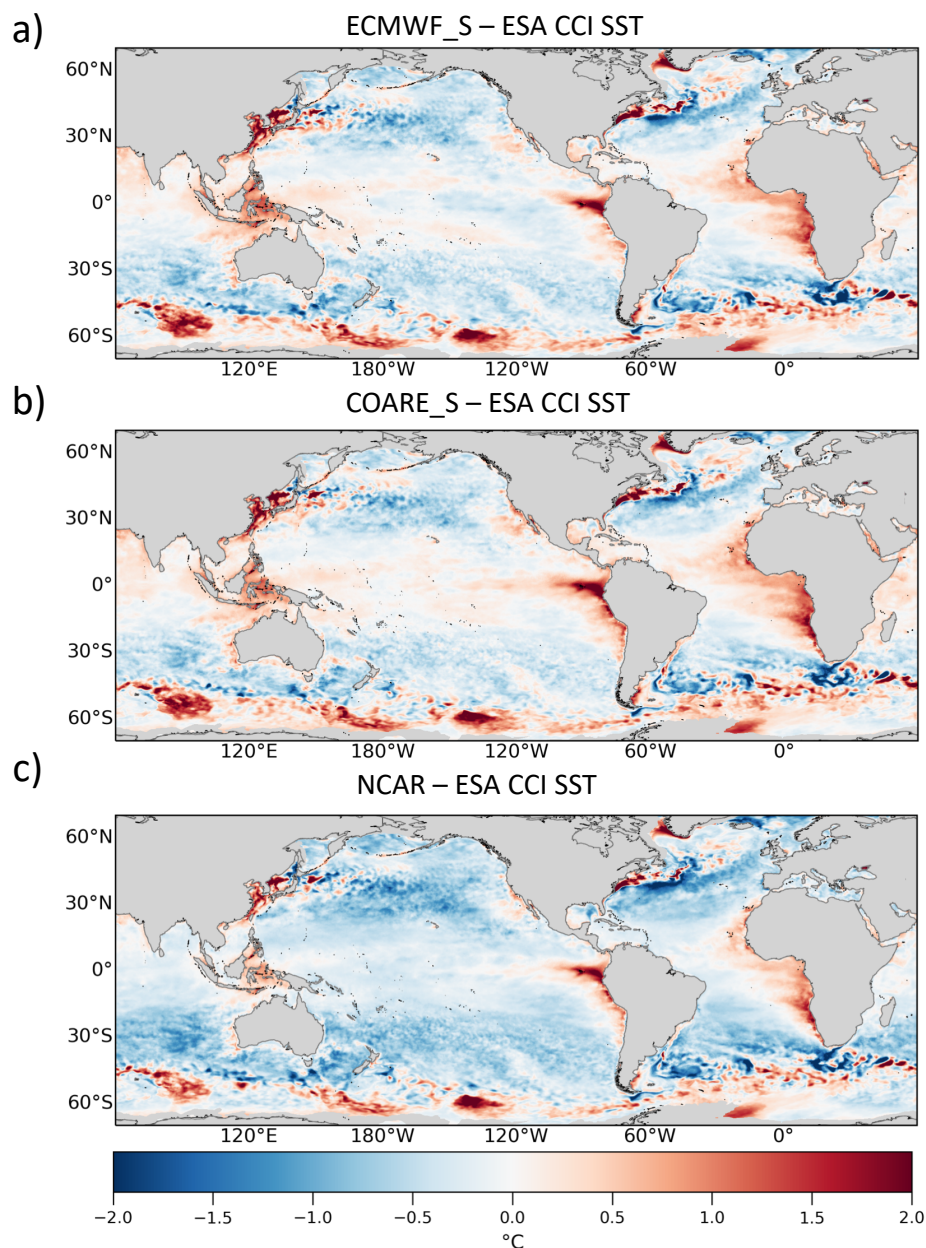 a)
ECMWF_S – ESA CCI SST
60°N
30°N
0°
30°S
60°S
120°E 180°W 120°W 60°W 0°
b)
COARE_S – ESA CCI SST
60°N
30°N
0°
30°S
60°S
120°E 180°W 120°W 60°W 0°
c)
NCAR – ESA CCI SST
60°N
30°N
0°
30°S
60°S
120°E 180°W 120°W 60°W 0°
−2.0 −1.5 −1.0 −0.5 0.0 0.5 1.0 1.5 2.0
°C